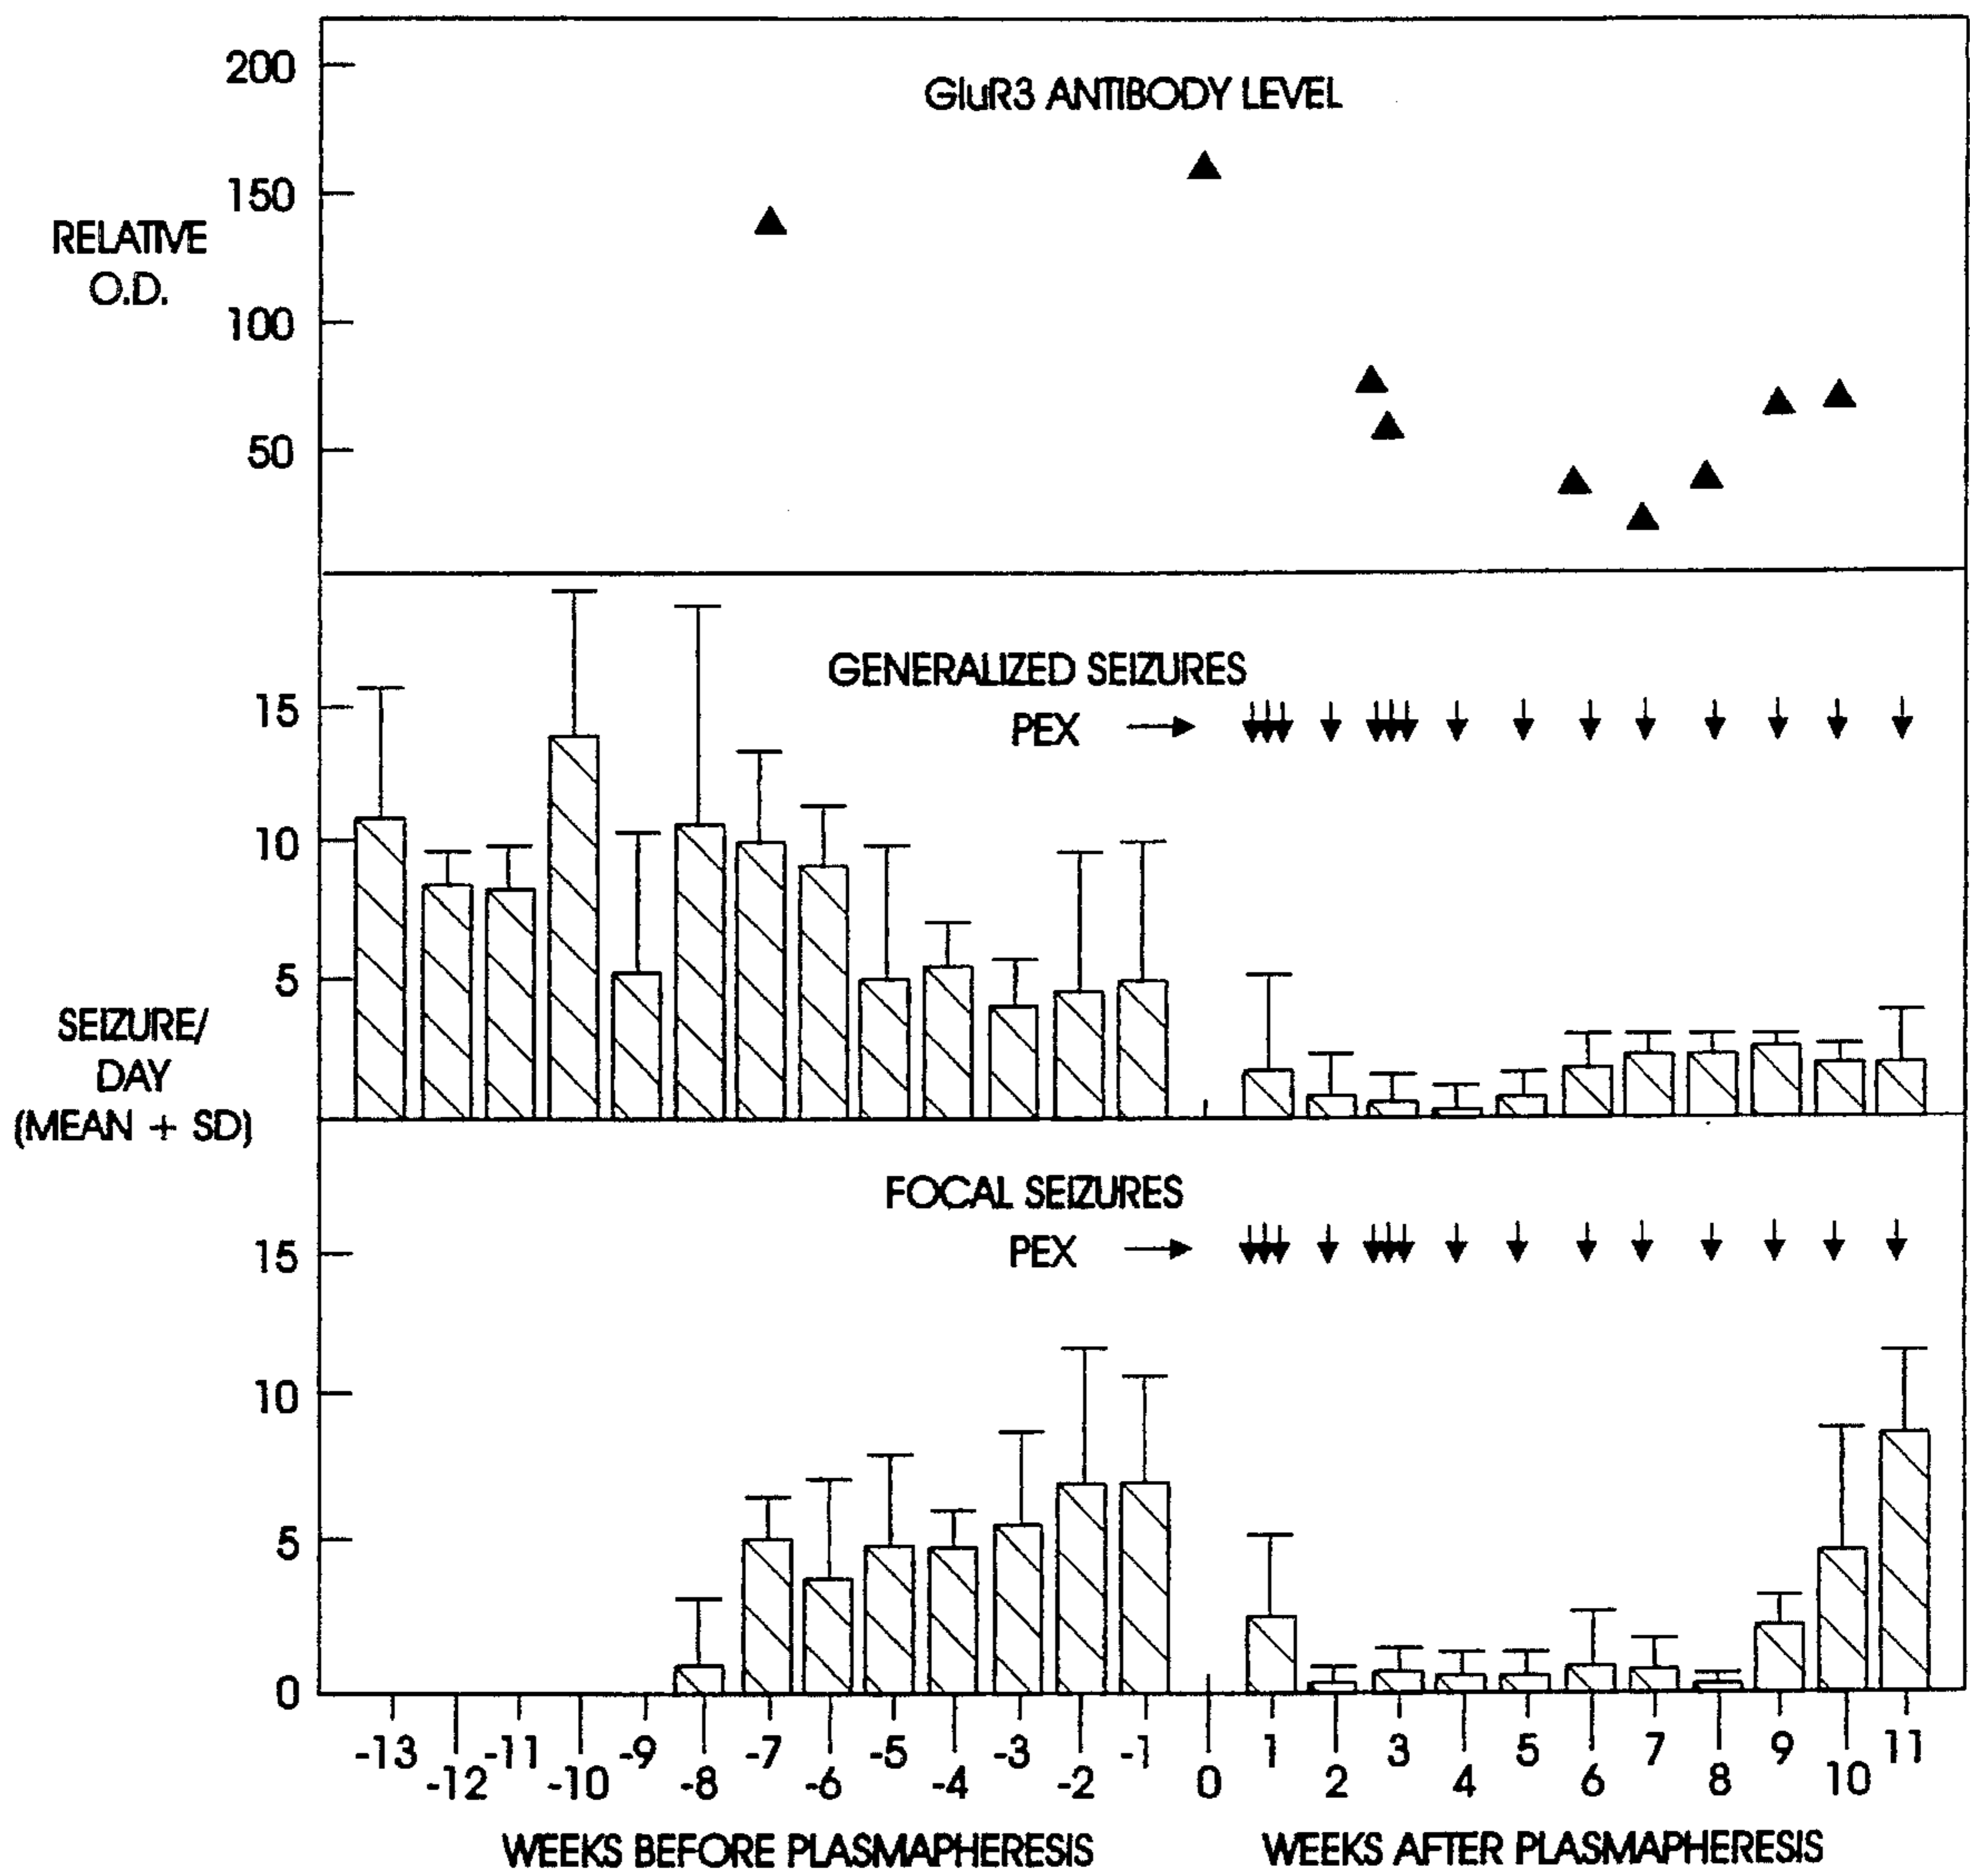 200
GluR3 ANTIBODY LEVEL
150
RELATIVE
O.D.
100
50
GENERALIZED SEIZURES
15
PEX
10
5
SEIZURE/
DAY
(MEAN + SD)
FOCAL SEIZURES
15
PEX
10
5
0
-13 -11 -9 -7 -5 -3 -1 1 3 5 7 9 11
-12 -10 -8 -6 -4 -2 0 2 4 6 8 10
WEEKS BEFORE PLASMAPHERESIS WEEKS AFTER PLASMAPHERESIS